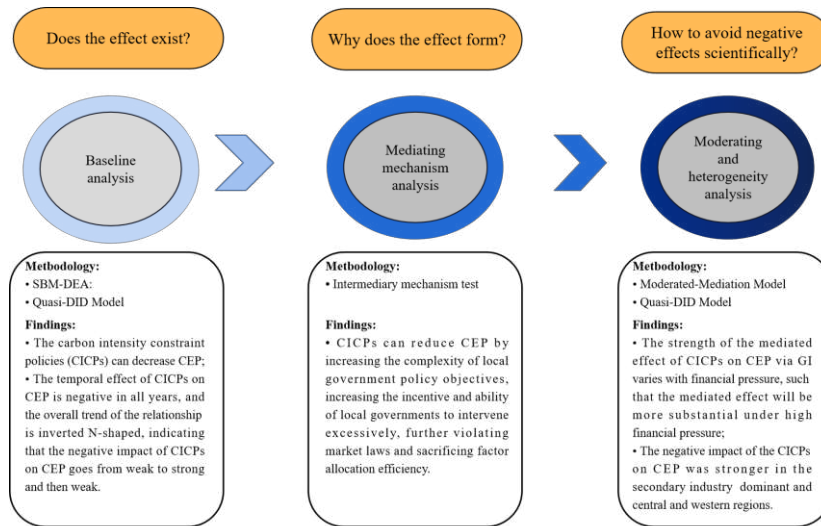 Does the effect exist?
Why does the effect form?
How to avoid negative
effects scientifically?
Baseline
analysis
Mediating
mechanism
analysis
Moderating
and
heterogeneity
analysis
Metbodology:
• SBM-DEA:
• Quasi-DID Model
Findings:
• The carbon intensity constraint
policies (CICPs) can decrease CEP;
• The temporal effect of CICPs on
CEP is negative in all years, and
the overall trend of the relationship
is inverted N-shaped, indicating
that the negative impact of CICPs
on CEP goes from weak to strong
and then weak.
Metbodology:
• Intermediary mechanism test
Findings:
• CICPs can reduce CEP by
increasing the complexity of local
government policy objectives,
increasing the incentive and ability
of local governments to intervene
excessively, further violating
market laws and sacrificing factor
allocation efficiency.
Metbodology:
• Moderated-Mediation Model
• Quasi-DID Model
Findings:
• The strength of the mediated
effect of CICPs on CEP via GI
varies with financial pressure, such
that the mediated effect will be
more substantial under high
financial pressure;
• The negative impact of the CICPs
on CEP was stronger in the
secondary industry dominant and
central and western regions.